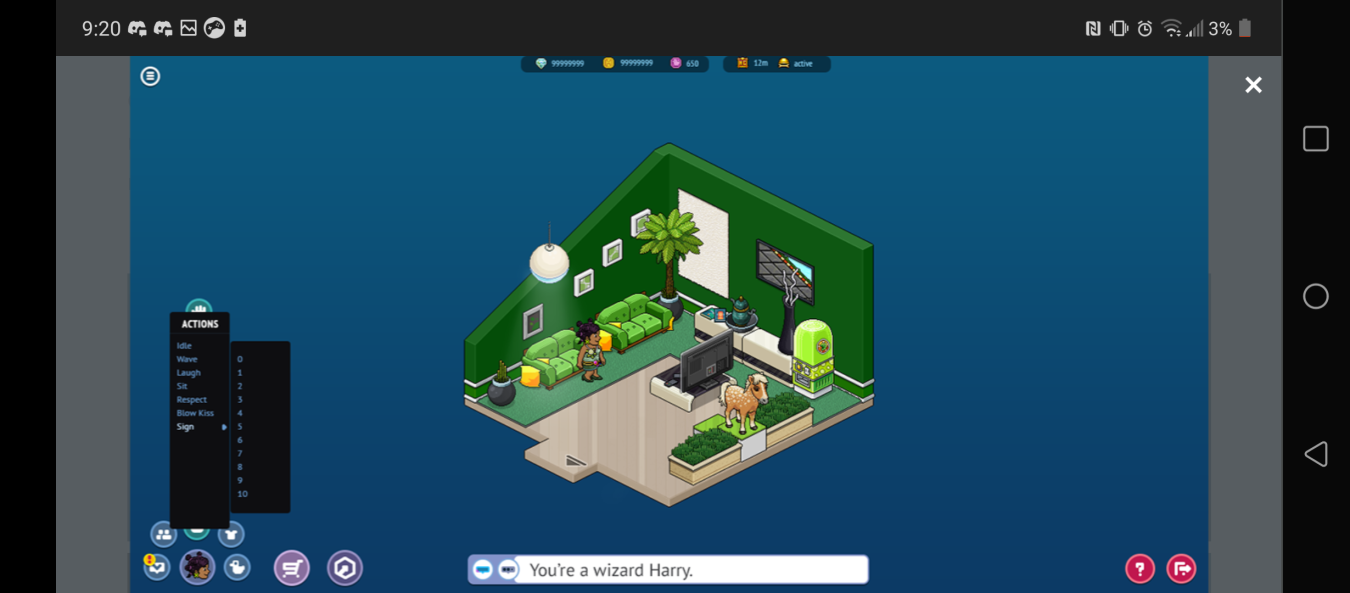 9:20
3%
99999999 99999999 650 12m active
ACTIONS
Idle
Wave
Laugh
Sit
Respect
Blow Kiss
Sign
0
1
2
3
4
5
6
7
8
9
10
You're a wizard Harry.
?